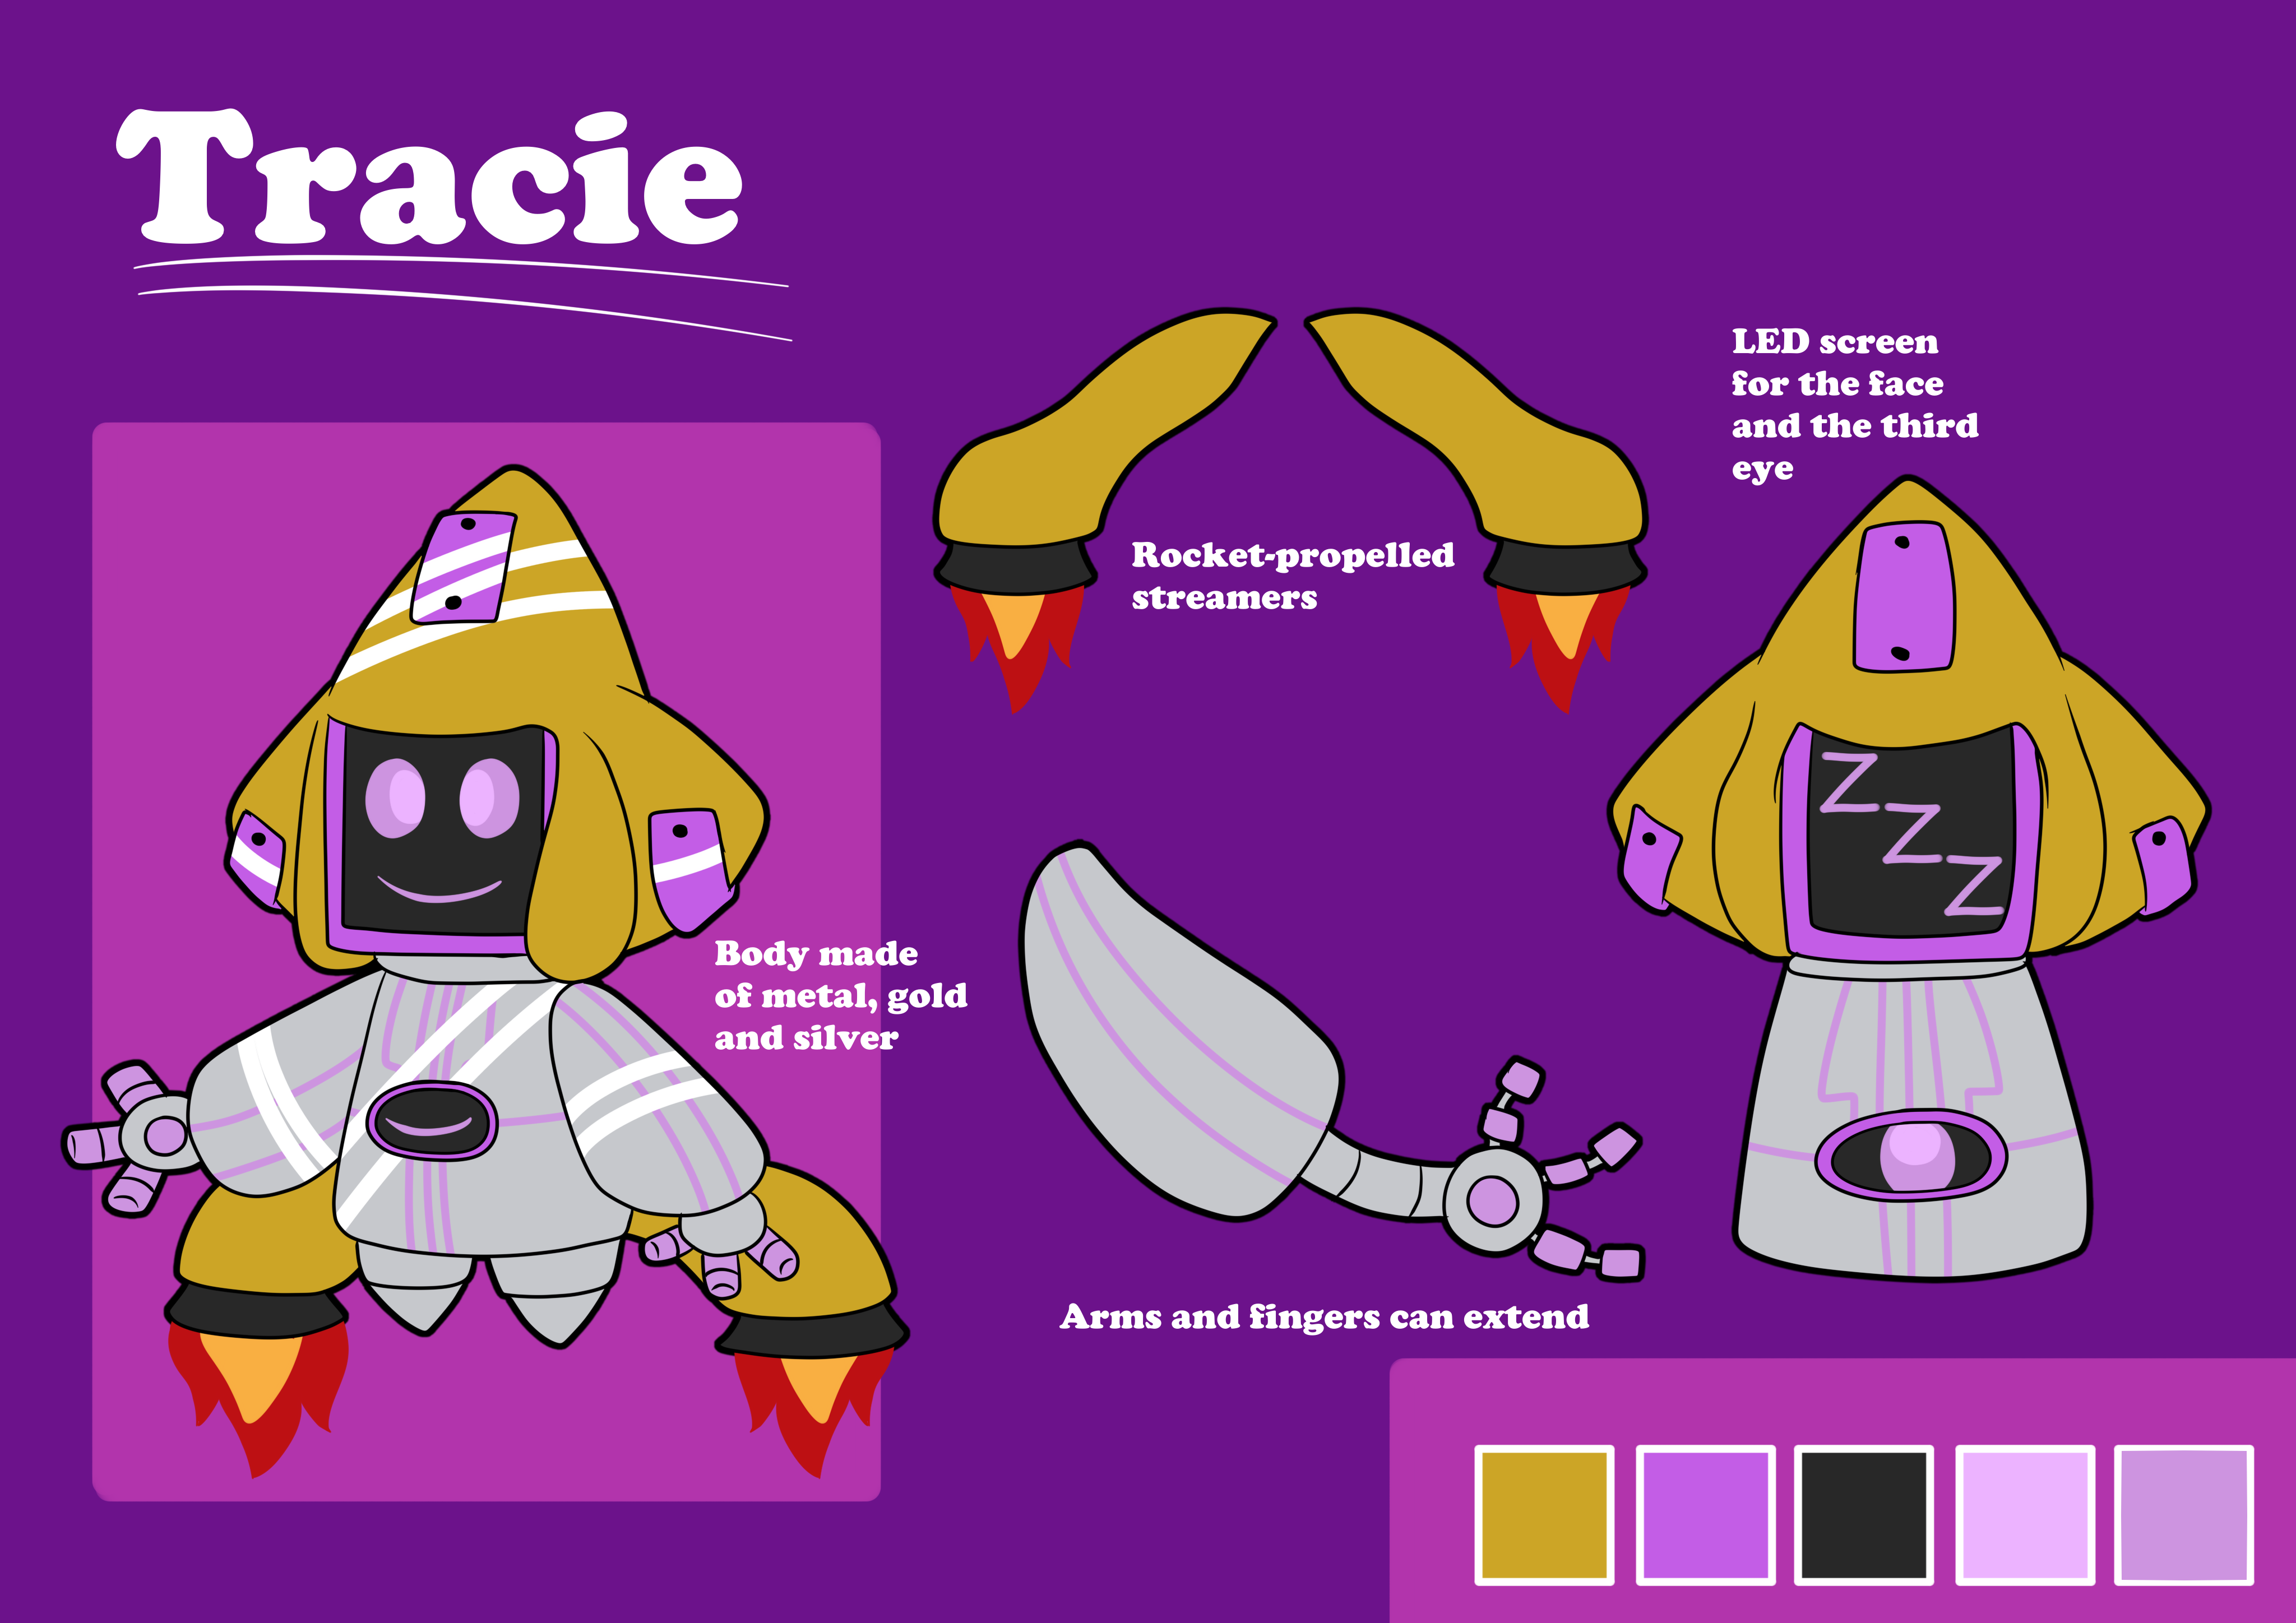 Tracie
LED screen
for the face
and the third
eye
Rocket-propelled
streamers
Z
Z
Z
Body made
of metal, gold
and silver
Arms and fingers can extend